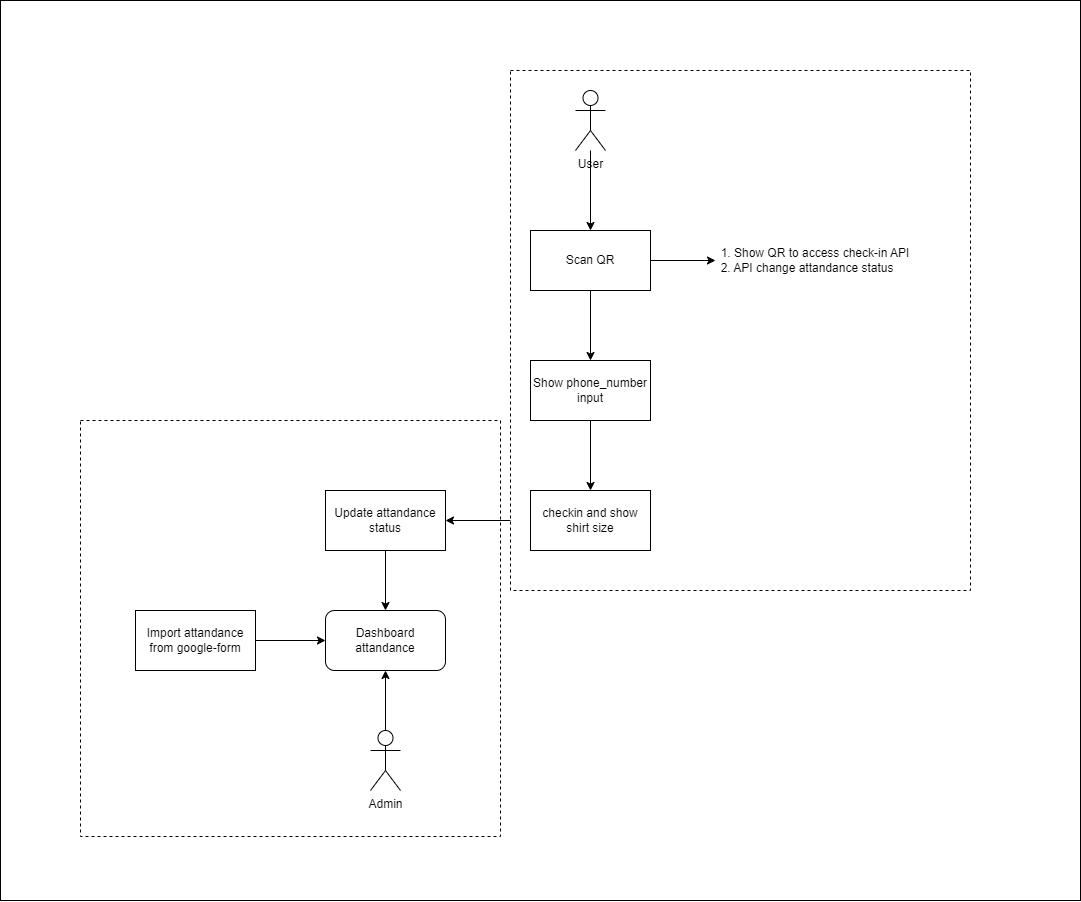 User
Scan QR
1. Show QR to access check-in API
2. API change attandance status
Show phone_number
input
checkin and show
shirt size
Update attandance
status
Import attandance
from google-form
Dashboard
attandance
Admin